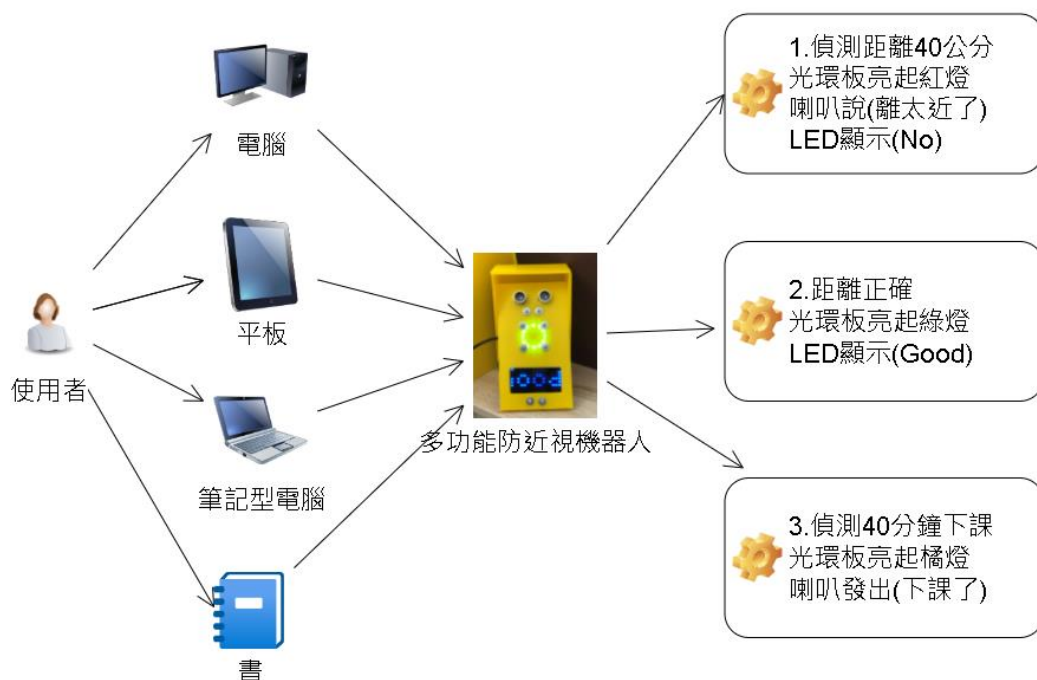 電腦
平板
使用者
筆記型電腦
書
多功能防近視機器人
1.偵測距離40公分
光環板亮起紅燈
喇叭說(離太近了)
LED顯示(No)
2.距離正確
光環板亮起綠燈
LED顯示(Good)
3.偵測40分鐘下課
光環板亮起橘燈
喇叭發出(下課了)